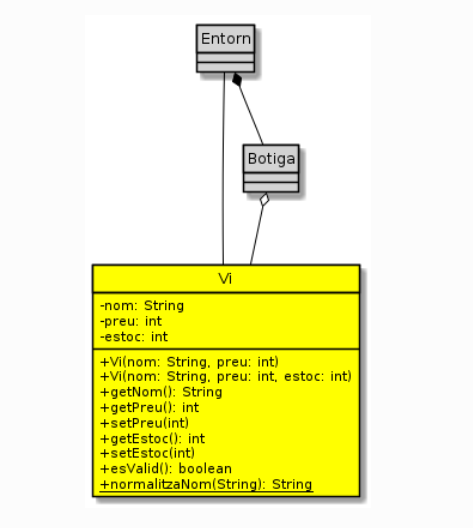 Entorn
Botiga
Vi
-nom: String
-preu: int
-estoc: int
+Vi(nom: String, preu: int)
+Vi(nom: String, preu: int, estoc: int)
+getNom(): String
+getPreu(): int
+setPreu(int)
+getEstoc(): int
+setEstoc(int)
+esValid(): boolean
+normalitzaNom(String): String